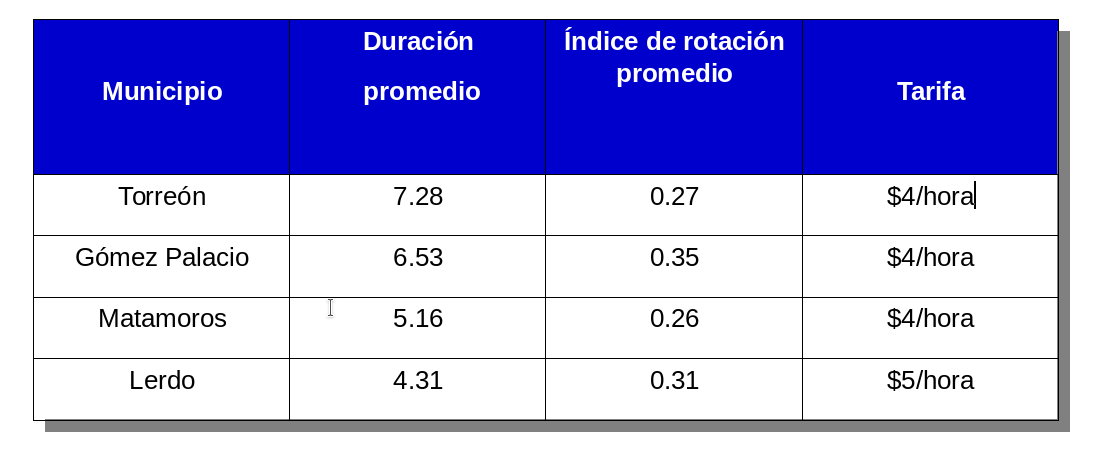 Municipio
Duración
promedio
Índice de rotación
promedio
Tarifa
Torreón 7.28 0.27 $4/hora
Gómez Palacio 6.53 0.35 $4/hora
Matamoros 5.16 0.26 $4/hora
Lerdo 4.31 0.31 $5/hora